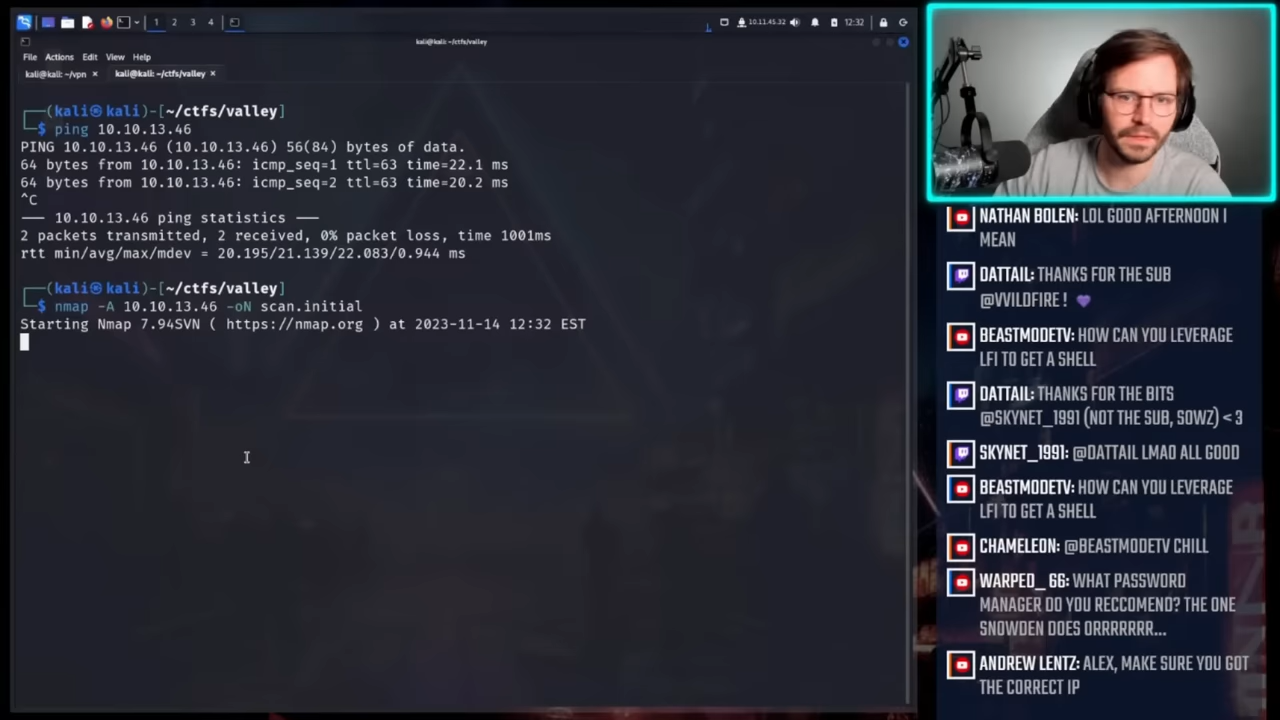 1 2 3 4
10.11.45.32
12:32
kali@kali: ~/ctfs/valley
File Actions Edit View Help
kali@kali: ~/vpn × kali@kali: ~/ctfs/valley ×
┌──(kali㉿kali)-[~/ctfs/valley]
└─$ ping 10.10.13.46
PING 10.10.13.46 (10.10.13.46) 56(84) bytes of data.
64 bytes from 10.10.13.46: icmp_seq=1 ttl=63 time=22.1 ms
64 bytes from 10.10.13.46: icmp_seq=2 ttl=63 time=20.2 ms
^C
--- 10.10.13.46 ping statistics ---
2 packets transmitted, 2 received, 0% packet loss, time 1001ms
rtt min/avg/max/mdev = 20.195/21.139/22.083/0.944 ms
┌──(kali㉿kali)-[~/ctfs/valley]
└─$ nmap -A 10.10.13.46 -oN scan.initial
Starting Nmap 7.94SVN ( https://nmap.org ) at 2023-11-14 12:32 EST
NATHAN BOLEN: LOL GOOD AFTERNOON I
MEAN
DATTAIL: THANKS FOR THE SUB
@VVILDFIRE ! 💜
BEASTMODETV: HOW CAN YOU LEVERAGE
LFI TO GET A SHELL
DATTAIL: THANKS FOR THE BITS
@SKYNET_1991 (NOT THE SUB, SOWZ) < 3
SKYNET_1991: @DATTAIL LMAO ALL GOOD
BEASTMODETV: HOW CAN YOU LEVERAGE
LFI TO GET A SHELL
CHAMELEON: @BEASTMODETV CHILL
WARPED_ 66: WHAT PASSWORD
MANAGER DO YOU RECCOMEND? THE ONE
SNOWDEN DOES ORRRRRRR...
ANDREW LENTZ: ALEX, MAKE SURE YOU GOT
THE CORRECT IP